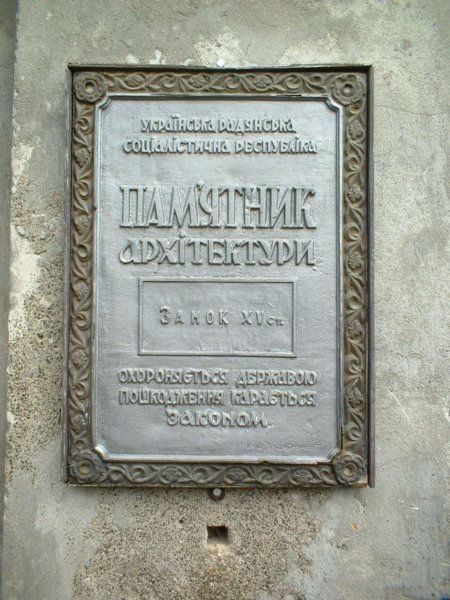 УКРАЇНСЬКА РАДЯНСЬКА
СОЦІАЛІСТИЧНА РЕСПУБЛІКА
ПАМ'ЯТНИК
АРХІТЕКТУРИ
ЗАМОК XV СТ.
ОХОРОНЯЄТЬСЯ ДЕРЖАВОЮ
ПОШКОДЖЕННЯ КАРАЄТЬСЯ
ЗАКОНОМ